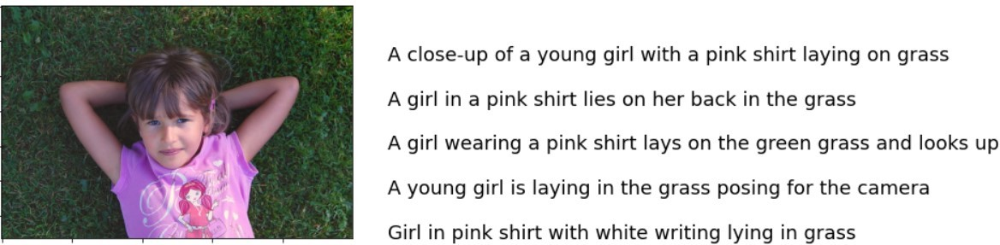 A close-up of a young girl with a pink shirt laying on grass
A girl in a pink shirt lies on her back in the grass
A girl wearing a pink shirt lays on the green grass and looks up
A young girl is laying in the grass posing for the camera
Girl in pink shirt with white writing lying in grass